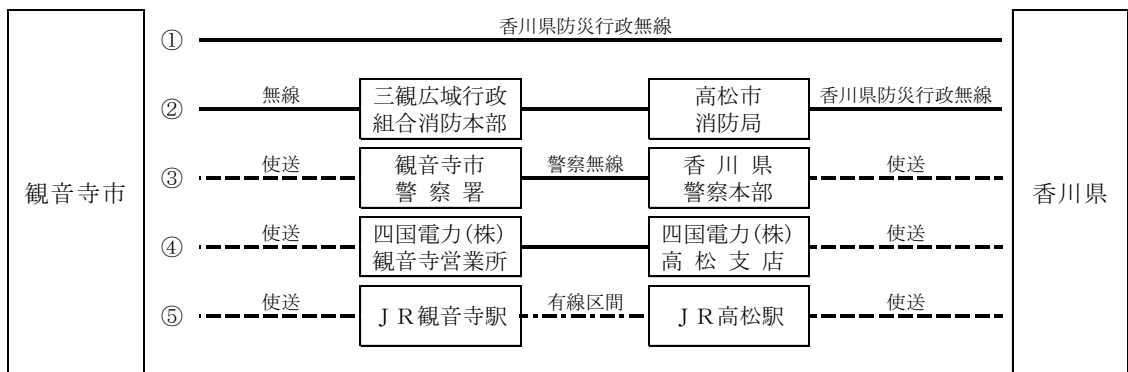 香川県防災行政無線
①
無線
三観広域行政
組合消防本部
高松市
消防局
香川県防災行政無線
②
使送
観音寺市
警察署
警察無線
香川県
警察本部
使送
③
観音寺市
香川県
使送
四国電力(株)
観音寺営業所
四国電力(株)
高松支店
使送
④
使送
ＪＲ観音寺駅
有線区間
ＪＲ高松駅
使送
⑤